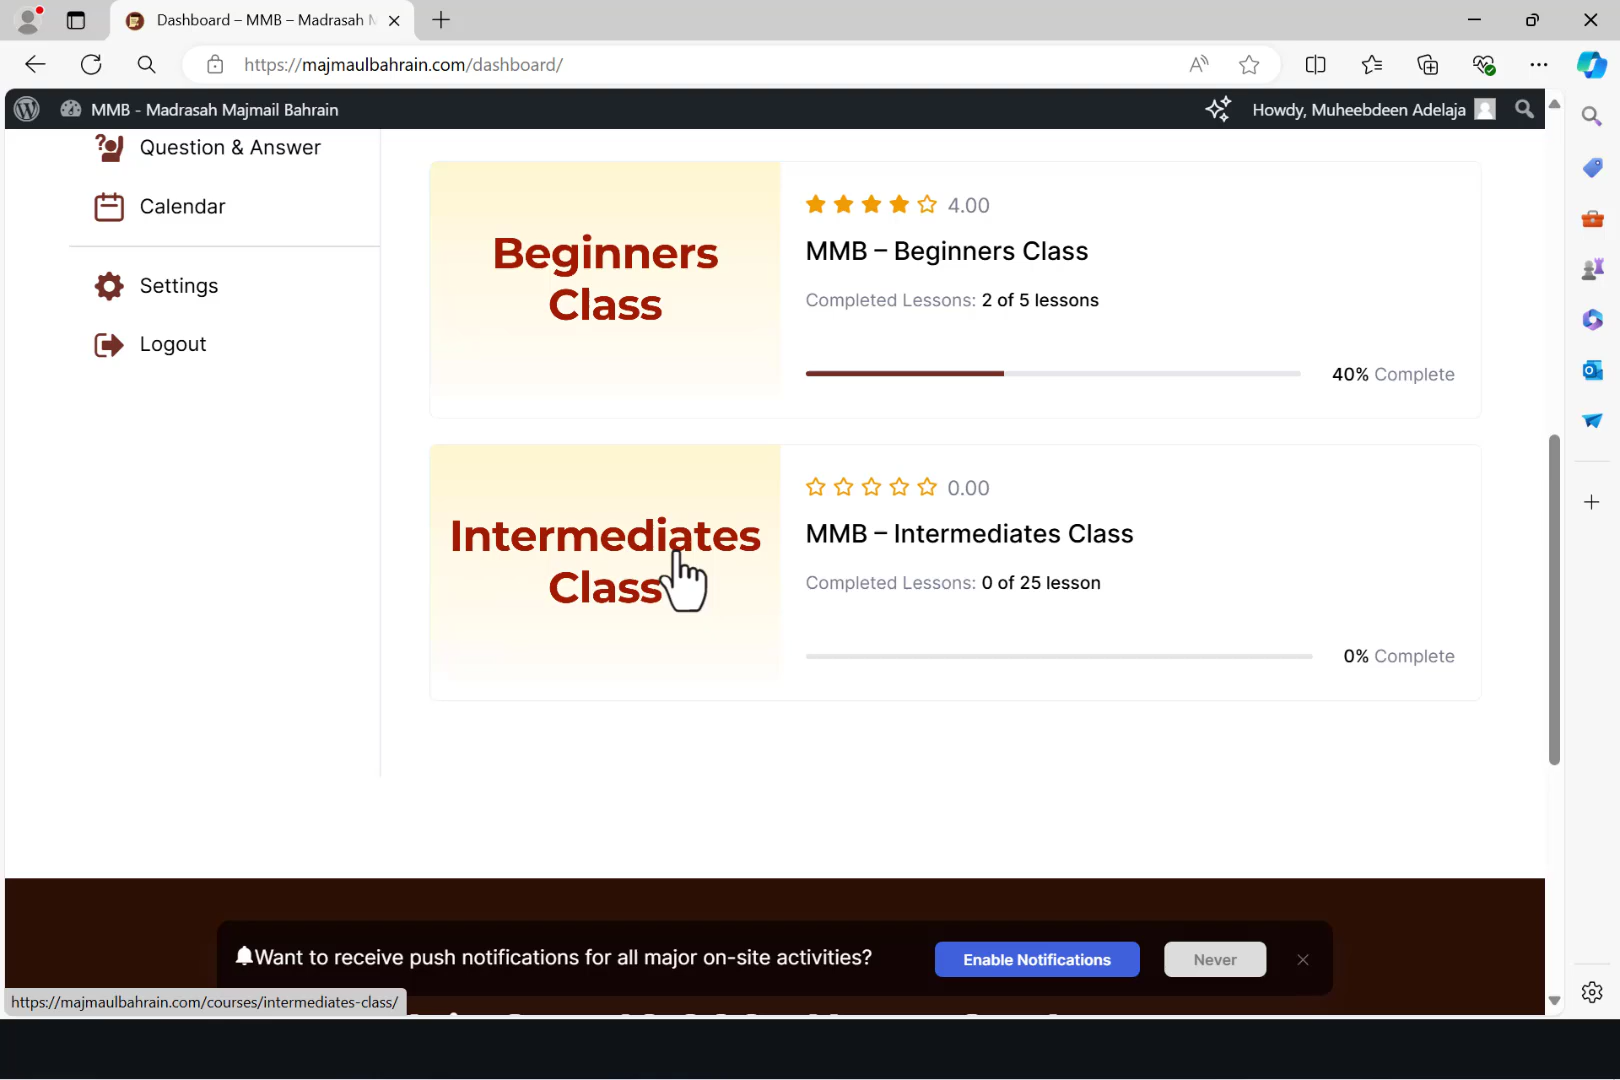 Dashboard – MMB – Madrasah M
https://majmaulbahrain.com/dashboard/
MMB - Madrasah Majmail Bahrain
Howdy, Muheebdeen Adelaja
Question & Answer
Calendar
Settings
Logout
Beginners
Class
4.00
MMB – Beginners Class
Completed Lessons: 2 of 5 lessons
40% Complete
Intermediates
Class
0.00
MMB – Intermediates Class
Completed Lessons: 0 of 25 lesson
0% Complete
Want to receive push notifications for all major on-site activities?
Enable Notifications
Never
https://majmaulbahrain.com/courses/intermediates-class/